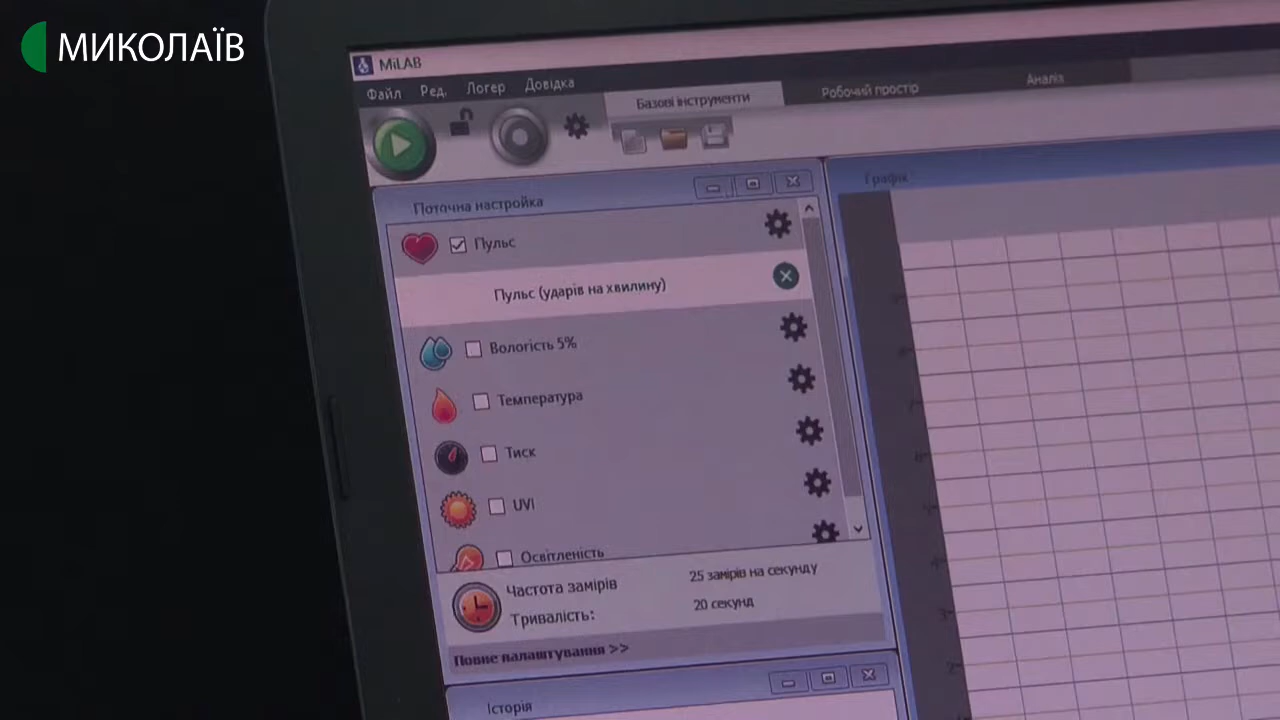 МИКОЛАЇВ
MiLAB
Файл Ред. Логер Довідка
Базові інструменти Робочий простір Аналіз
Поточна настройка
Графік
Пульс
Пульс (ударів на хвилину)
Вологість 5%
Температура
Тиск
UVI
Освітленість
Частота замірів 25 замірів на секунду
Тривалість: 20 секунд
Повне налаштування >>
Історія